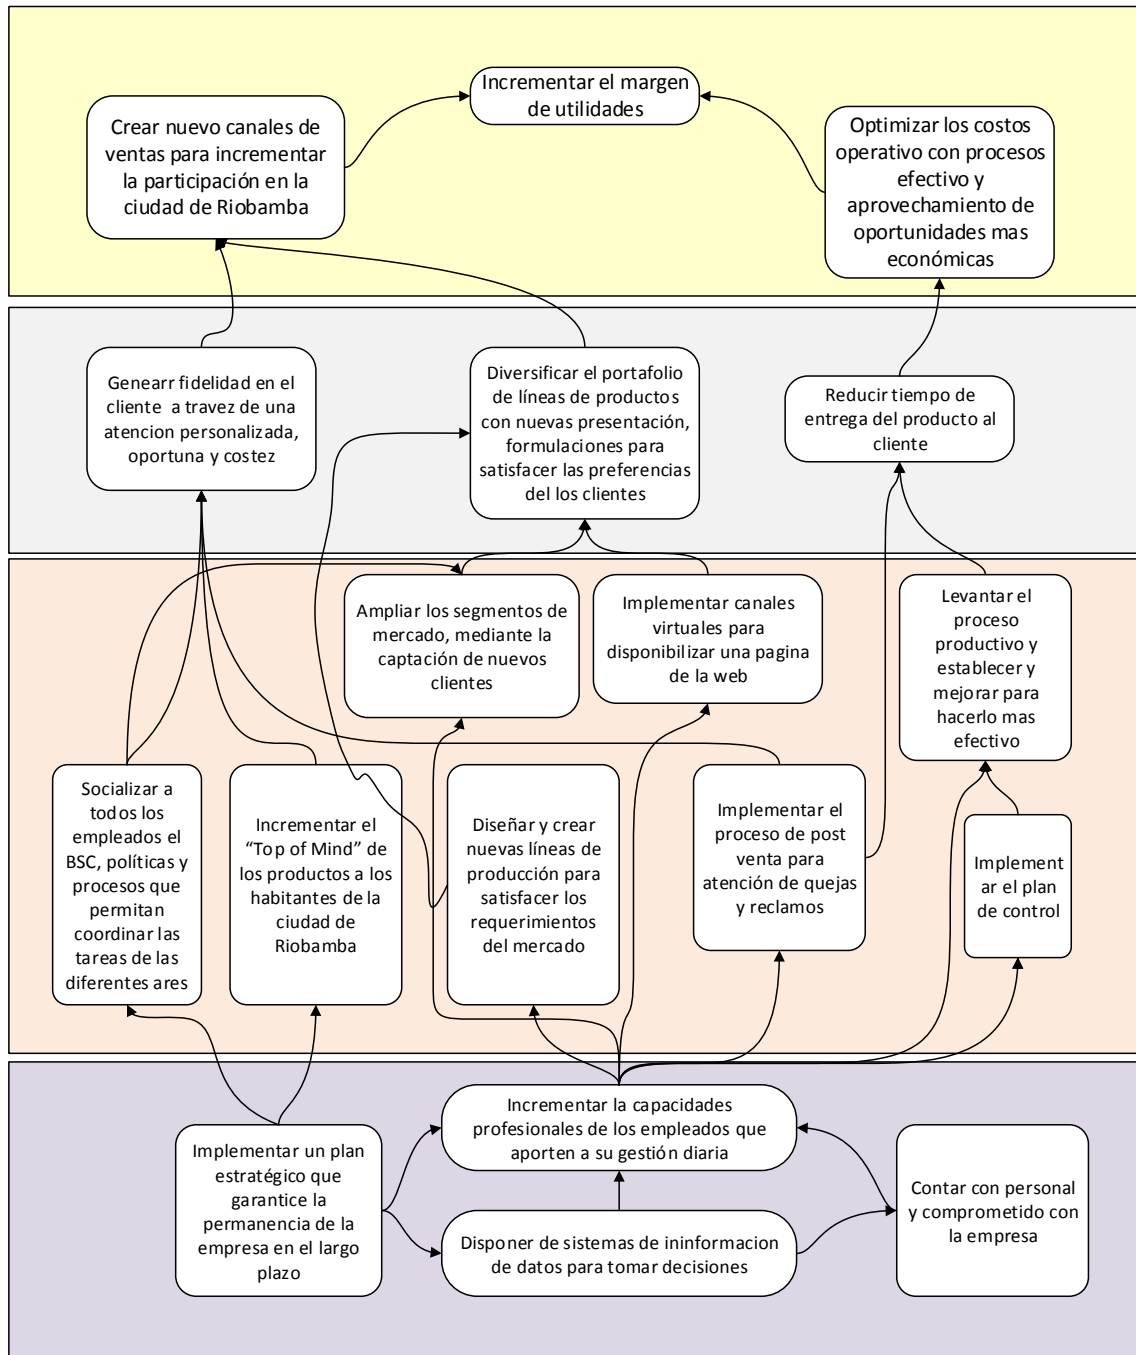 Incrementar el margen
de utilidades
Crear nuevo canales de
ventas para incrementar
la participación en la
ciudad de Riobamba
Optimizar los costos
operativo con procesos
efectivo y
aprovechamiento de
oportunidades mas
económicas
Genearr fidelidad en el
cliente a travez de una
atencion personalizada,
oportuna y costez
Diversificar el portafolio
de líneas de productos
con nuevas presentación,
formulaciones para
satisfacer las preferencias
del los clientes
Reducir tiempo de
entrega del producto al
cliente
Ampliar los segmentos de
mercado, mediante la
captación de nuevos
clientes
Implementar canales
virtuales para
disponibilizar una pagina
de la web
Levantar el
proceso
productivo y
establecer y
mejorar para
hacerlo mas
efectivo
Socializar a
todos los
empleados el
BSC, políticas y
procesos que
permitan
coordinar las
tareas de las
diferentes ares
Incrementar el
“Top of Mind” de
los productos a los
habitantes de la
ciudad de
Riobamba
Diseñar y crear
nuevas líneas de
producción para
satisfacer los
requerimientos
del mercado
Implementar el
proceso de post
venta para
atención de quejas
y reclamos
Implement
ar el plan
de control
Incrementar la capacidades
profesionales de los empleados que
aporten a su gestión diaria
Implementar un plan
estratégico que
garantice la
permanencia de la
empresa en el largo
plazo
Disponer de sistemas de ininformacion
de datos para tomar decisiones
Contar con personal
y comprometido con
la empresa